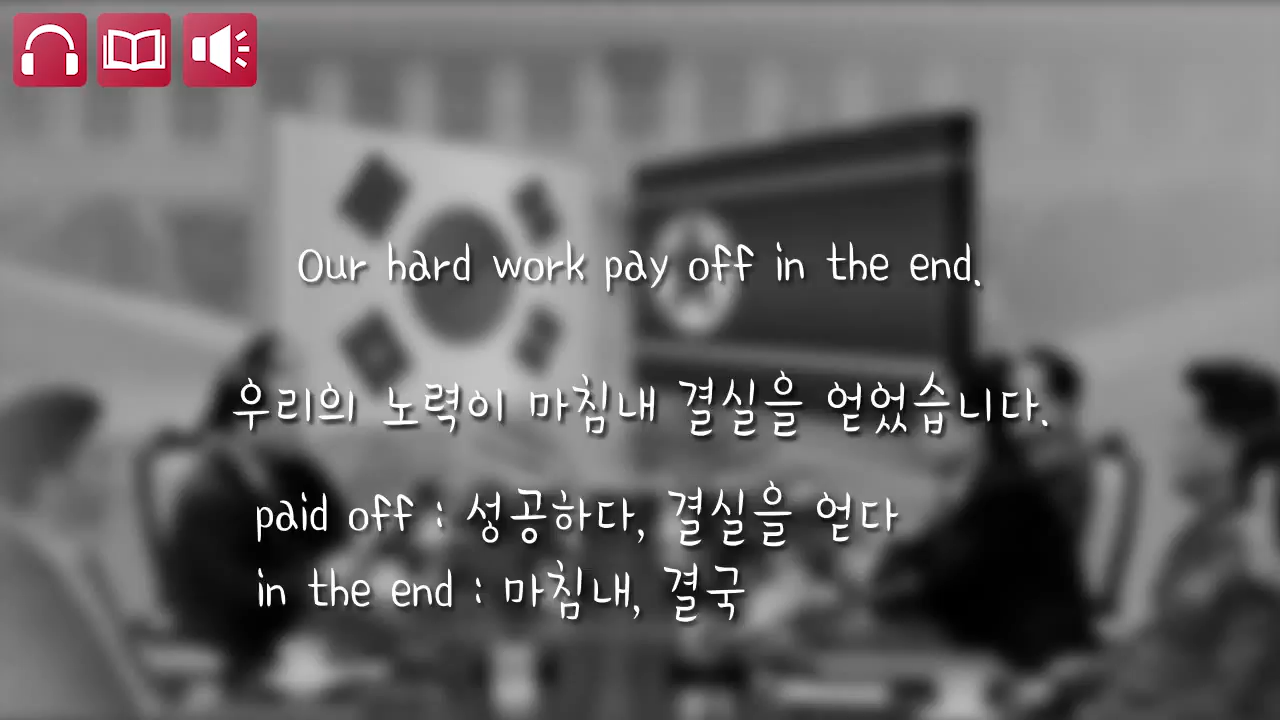 Our hard work pay off in the end.
우리의 노력이 마침내 결실을 얻었습니다.
paid off : 성공하다, 결실을 얻다
in the end : 마침내, 결국